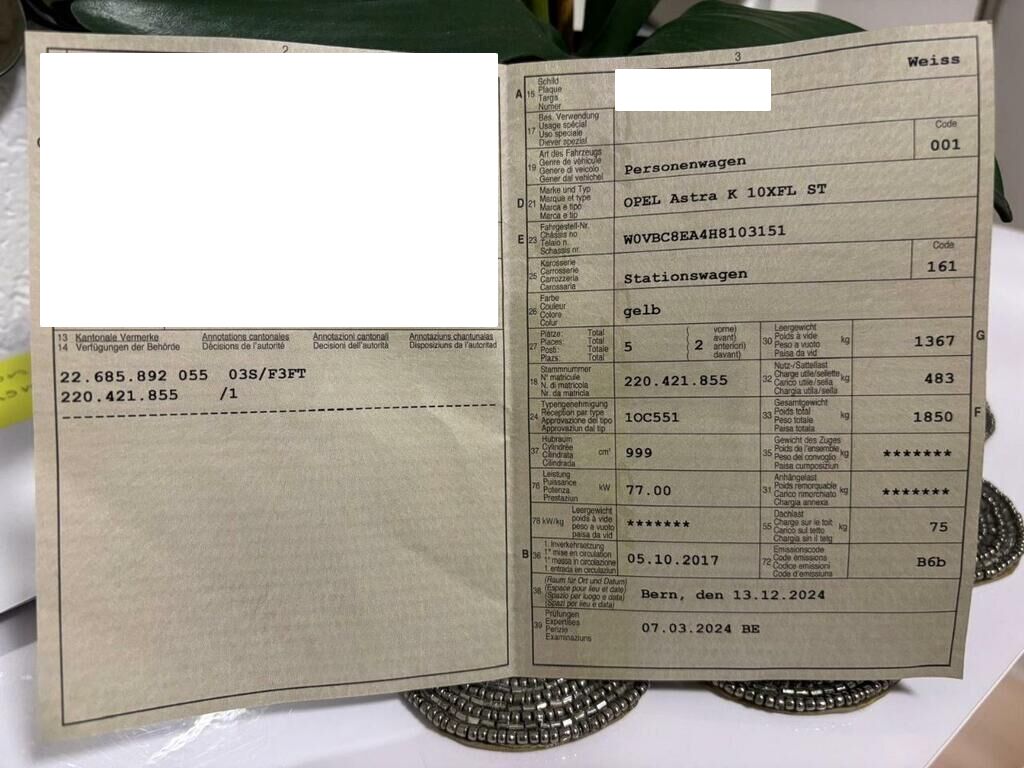 2
13 Kantonale Vermerke Annotations cantonales Annotazioni cantonali Annotaziuns chantunalas
14 Verfügungen der Behörde Décisions de l'autorité Decisioni dell'autorità Disposiziuns da l'autoritad
22.685.892 055 03S/F3FT
220.421.855 /1
3
Weiss
A 15 Schild
Plaque
Targa
Numer
17 Bes. Verwendung
Usage spécial
Uso speciale
Diever spezial
Code
001
19 Art des Fahrzeugs
Genre de véhicule
Genere di veicolo
Gener dal vehichel
Personenwagen
D 21 Marke und Typ
Marque et type
Marca e tipo
Marca e tip
OPEL Astra K 10XFL ST
E 23 Fahrgestell-Nr.
Châssis no
Telaio n.
Schassis nr.
W0VBC8EA4H8103151
25 Karosserie
Carrosserie
Carrozzeria
Carossaria
Stationswagen
Code
161
26 Farbe
Couleur
Colore
Colur
gelb
27 Plätze: Total
Places: Total
Posti: Totale
Plazs: Total
5
2
vorne)
avant)
anteriori)
davant)
30 Leergewicht
Poids à vide
Peso a vuoto
Paisa da vid
kg
1367
G
18 Stammnummer
N° matricule
N. di matricola
Nr. da matricla
220.421.855
32 Nutz-/Sattellast
Charge utile/sellette
Carico utile/sella
Chargia utila/sella
kg
483
24 Typengenehmigung
Réception par type
Approvazione del tipo
Approvaziun dal tip
1OC551
33 Gesamtgewicht
Poids total
Peso totale
Paisa totala
kg
1850
F
37 Hubraum
Cylindrée
Cilindrata
Cilindrada
cm³
999
35 Gewicht des Zuges
Poids de l'ensemble
Peso del convoglio
Paisa cumposiziun
kg
*******
76 Leistung
Puissance
Potenza
Prestaziun
kW
77.00
31 Anhängelast
Poids remorquable
Carico rimorchiato
Chargia annexa
kg
*******
78 kW/kg
Leergewicht
poids à vide
peso a vuoto
paisa da vid
*******
55 Dachlast
Charge sur le toit
Carico sul tetto
Chargia sin il tetg
kg
75
B 36 1. Inverkehrsetzung
1re mise en circulation
1a messa in circolazione
1. entrada en circulaziun
05.10.2017
72 Emissionscode
Code émissions
Codice emissioni
Code d'emissiuns
B6b
38 (Raum für Ort und Datum)
(Espace pour lieu et date)
(Spazio per luogo e data)
(Spazi per lieu e data)
Bern, den 13.12.2024
39 Prüfungen
Expertises
Perizie
Examinaziuns
07.03.2024 BE